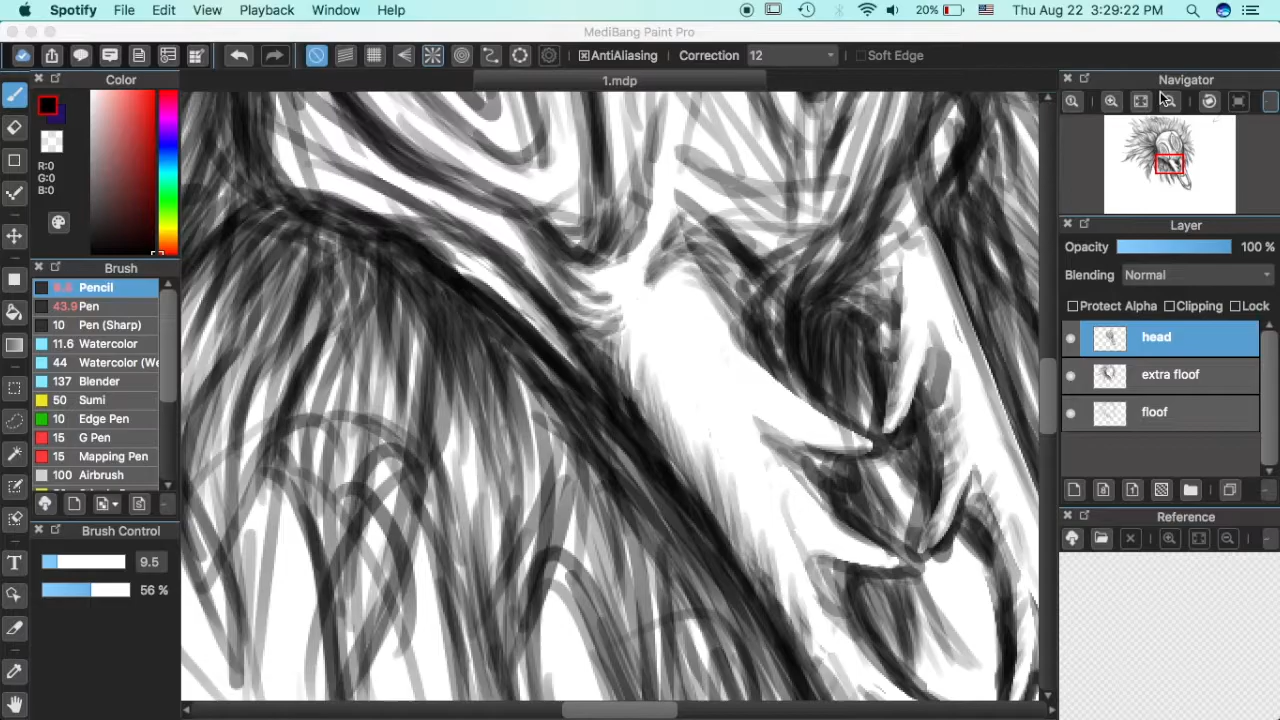 Spotify File Edit View Playback Window Help 20% Thu Aug 22 3:29:22 PM
MediBang Paint Pro
AntiAliasing Correction 12 Soft Edge
1.mdp
Color
R:0
G:0
B:0
Brush
Pencil
43.9 Pen
10 Pen (Sharp)
11.6 Watercolor
44 Watercolor (We
137 Blender
50 Sumi
10 Edge Pen
15 G Pen
15 Mapping Pen
100 Airbrush
Brush Control
9.5
56 %
Navigator
Layer
Opacity 100 %
Blending Normal
Protect Alpha Clipping Lock
head
extra floof
floof
Reference